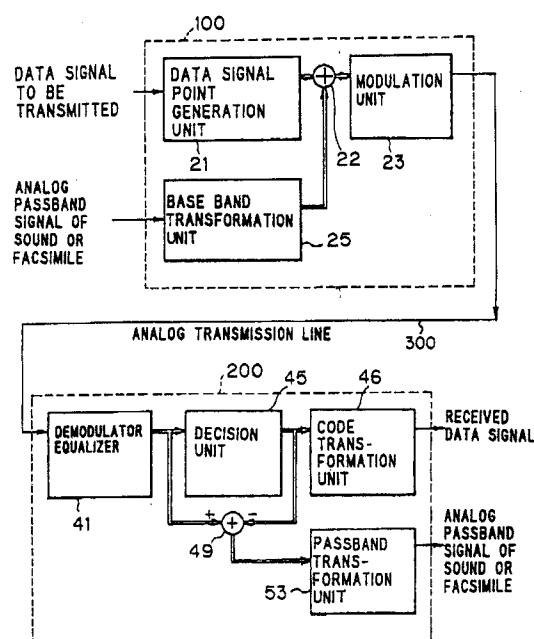 100
DATA SIGNAL
TO BE
TRANSMITTED
DATA SIGNAL
POINT
GENERATION
UNIT
21
22
MODULATION
UNIT
23
ANALOG
PASSBAND
SIGNAL OF
SOUND OR
FACSIMILE
BASE BAND
TRANSFORMATION
UNIT
25
ANALOG TRANSMISSION LINE
300
200
DEMODULATOR
EQUALIZER
41
45
DECISION
UNIT
46
CODE
TRANS-
FORMATION
UNIT
RECEIVED
DATA SIGNAL
+
−
49
PASSBAND
TRANS-
FORMATION
UNIT
53
ANALOG
PASSBAND
SIGNAL OF
SOUND OR
FACSIMILE